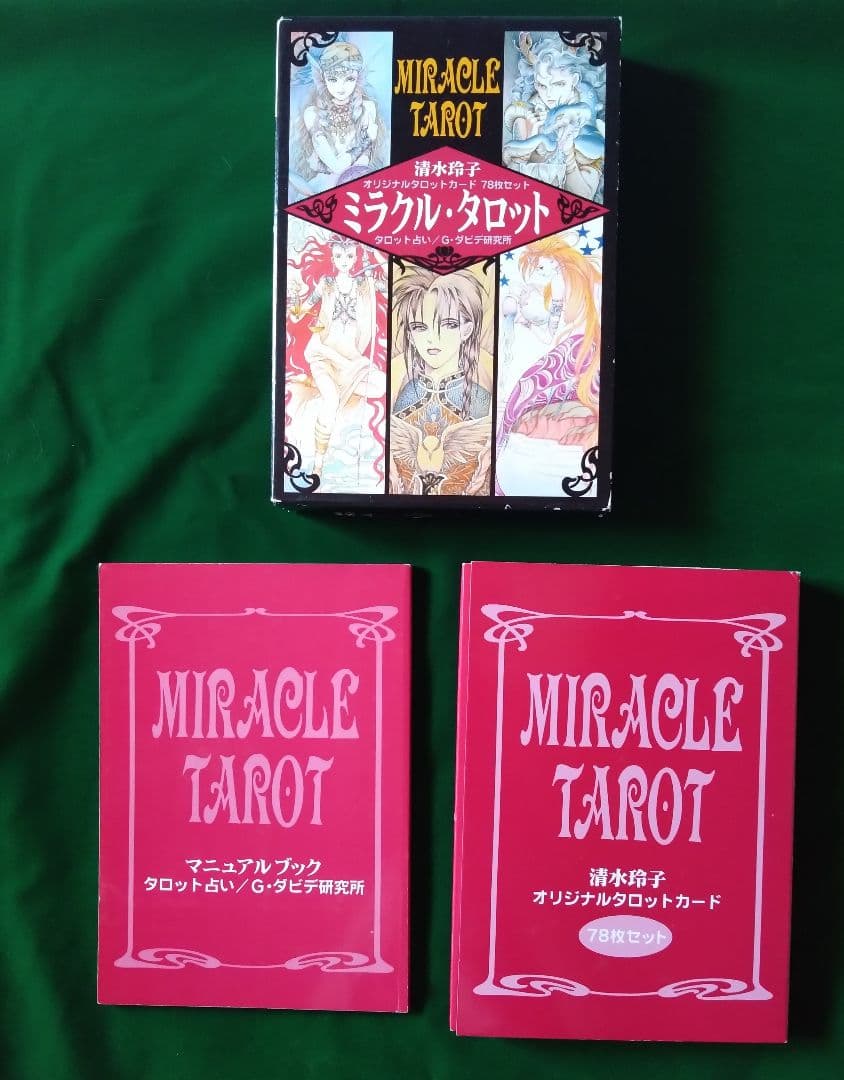 MIRACLE
TAROT
清水玲子
オリジナルタロットカード 78枚セット
ミラクル・タロット
タロット占い/G・ダビデ研究所
MIRACLE
TAROT
マニュアルブック
タロット占い/G・ダビデ研究所
MIRACLE
TAROT
清水玲子
オリジナルタロットカード
78枚セット